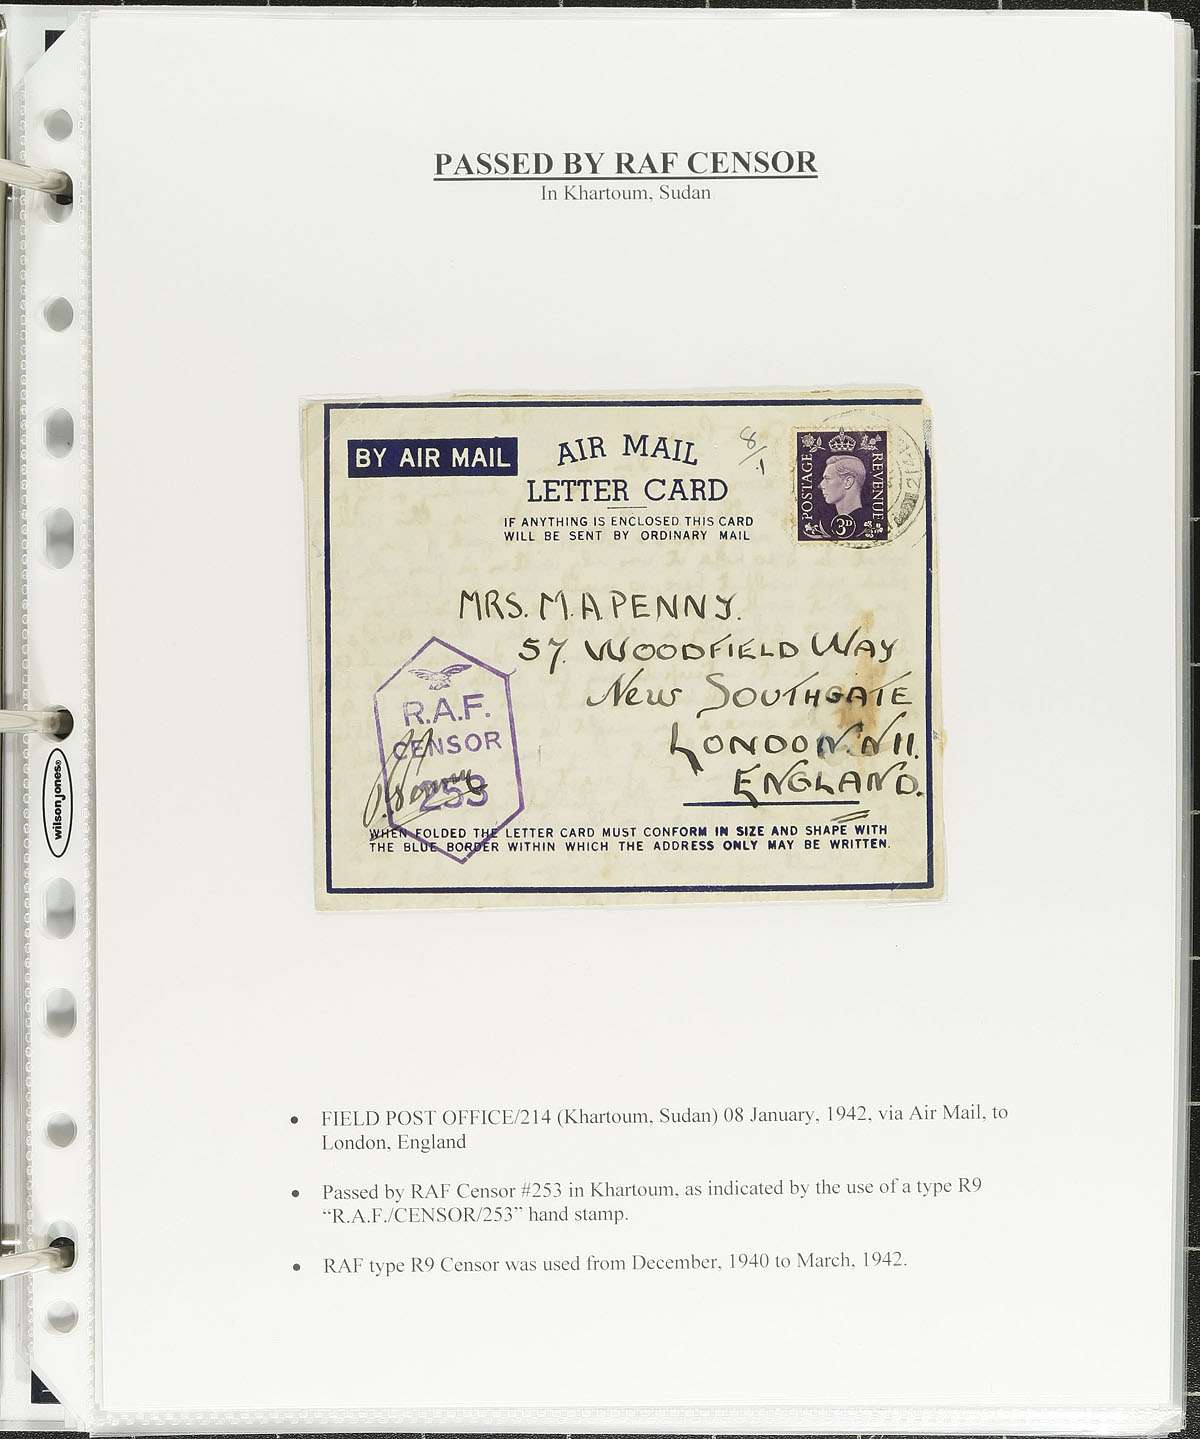 PASSED BY RAF CENSOR
In Khartoum, Sudan
BY AIR MAIL
AIR MAIL
LETTER CARD
IF ANYTHING IS ENCLOSED THIS CARD
WILL BE SENT BY ORDINARY MAIL
8/1
POSTAGE
REVENUE
3D
MRS. M. A. PENNY.
57. WOODFIELD WAY
NEW SOUTHGATE
LONDON. N11.
ENGLAND.
R.A.F.
CENSOR
253
WHEN FOLDED THE LETTER CARD MUST CONFORM IN SIZE AND SHAPE WITH
THE BLUE BORDER WITHIN WHICH THE ADDRESS ONLY MAY BE WRITTEN.
wilson jones®
• FIELD POST OFFICE/214 (Khartoum, Sudan) 08 January, 1942, via Air Mail, to
London, England
• Passed by RAF Censor #253 in Khartoum, as indicated by the use of a type R9
“R.A.F./CENSOR/253” hand stamp.
• RAF type R9 Censor was used from December, 1940 to March, 1942.